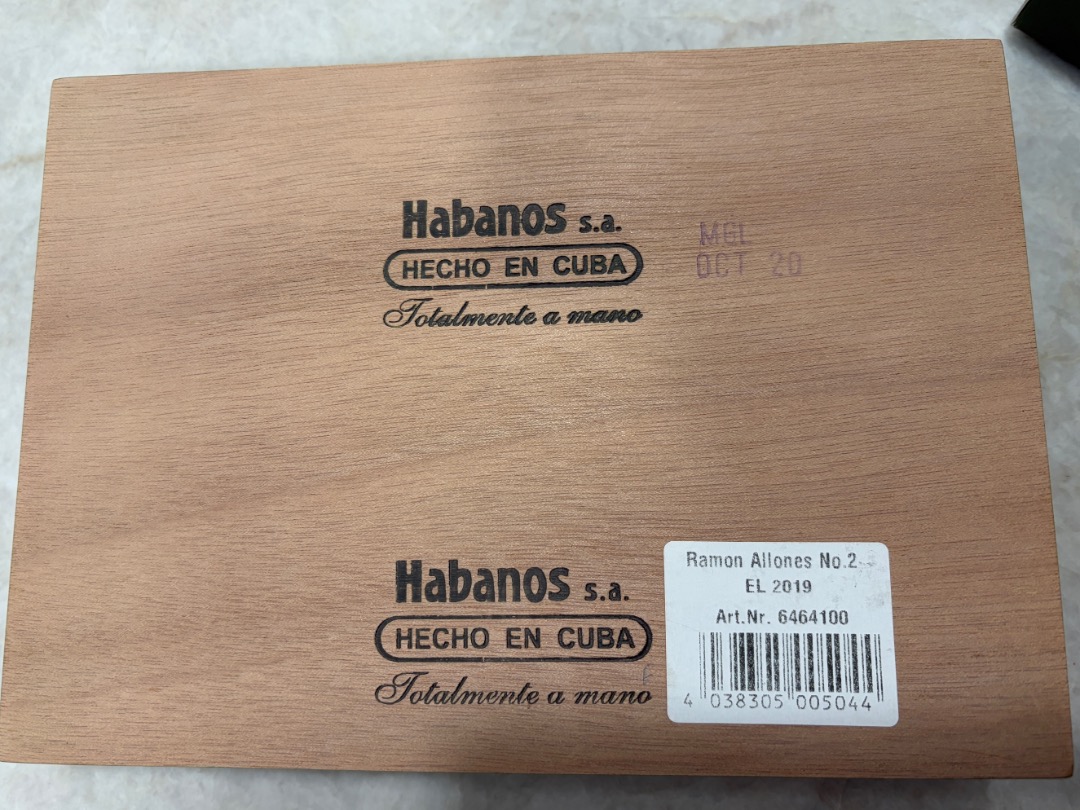 Habanos s.a.
HECHO EN CUBA
Totalmente a mano
MGL
OCT 20
Habanos s.a.
HECHO EN CUBA
Totalmente a mano
Ramon Allones No.2
EL 2019
Art.Nr. 6464100
4 038305 005044